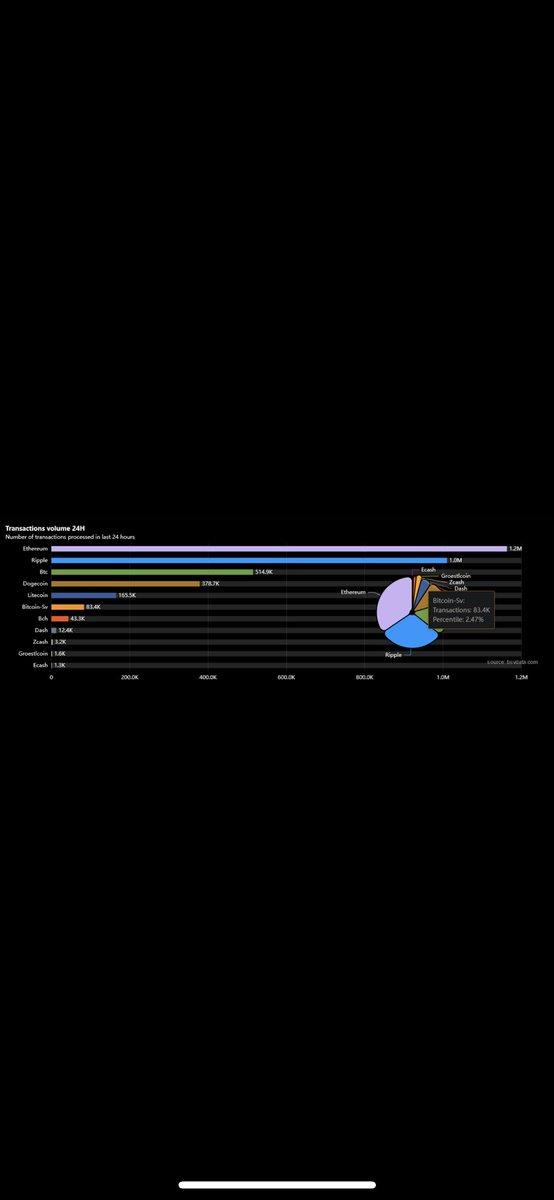 Transactions volume 24H
Number of transactions processed in last 24 hours
Ethereum 1.2M
Ripple 1.0M
Btc 514.9K
Dogecoin 378.7K
Litecoin 165.5K
Bitcoin-Sv 83.4K
Bch 43.3K
Dash 12.4K
Zcash 3.2K
Groestlcoin 1.6K
Ecash 1.3K
0 200.0K 400.0K 600.0K 800.0K 1.0M 1.2M
Ecash
Groestlcoin
Zcash
Dash
Ethereum
Bitcoin-Sv:
Transactions: 83.4K
Percentile: 2.47%
Ripple
source: bsvdata.com